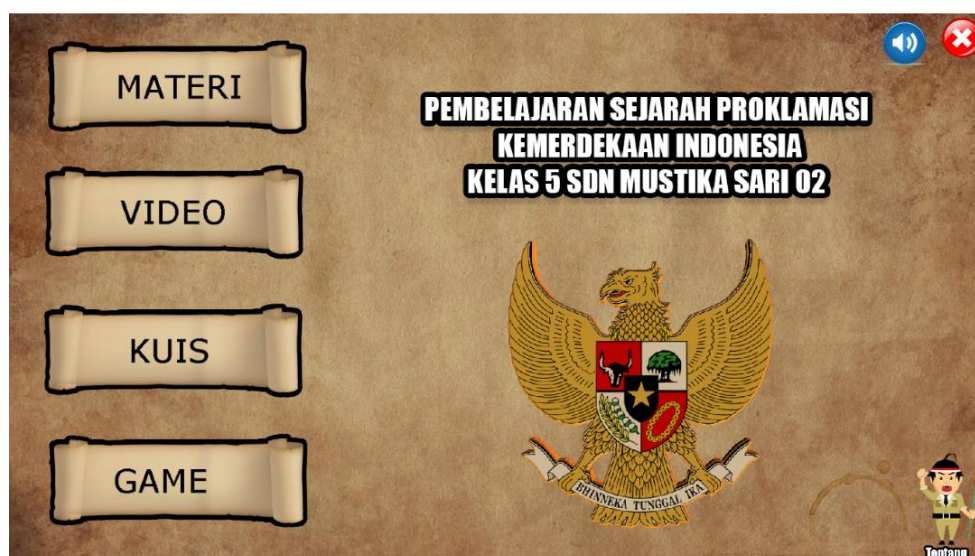 MATERI
VIDEO
KUIS
GAME
PEMBELAJARAN SEJARAH PROKLAMASI
KEMERDEKAAN INDONESIA
KELAS 5 SDN MUSTIKA SARI 02
BHINNEKA TUNGGAL IKA
Tentang